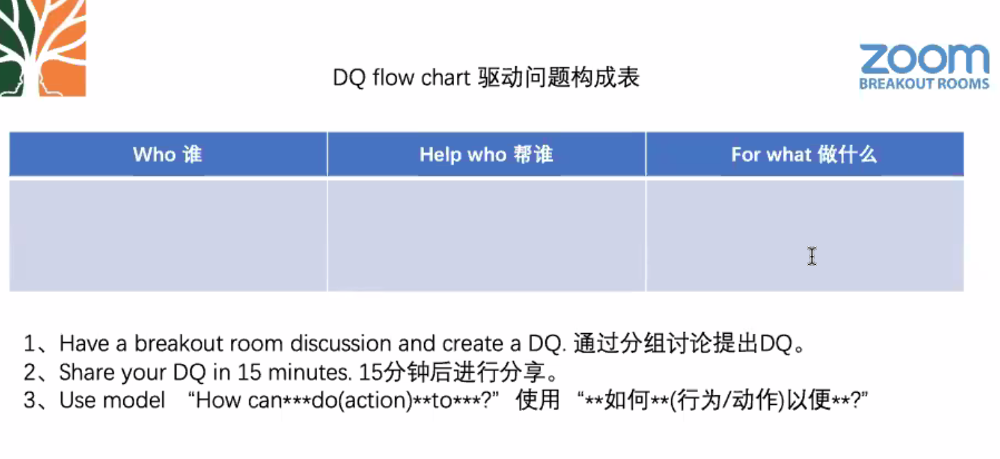 zoom
BREAKOUT ROOMS
DQ flow chart 驱动问题构成表
Who 谁
Help who 帮谁
For what 做什么
1、Have a breakout room discussion and create a DQ. 通过分组讨论提出DQ。
2、Share your DQ in 15 minutes. 15分钟后进行分享。
3、Use model “How can***do(action)**to***?” 使用 “**如何**(行为/动作)以便**?”